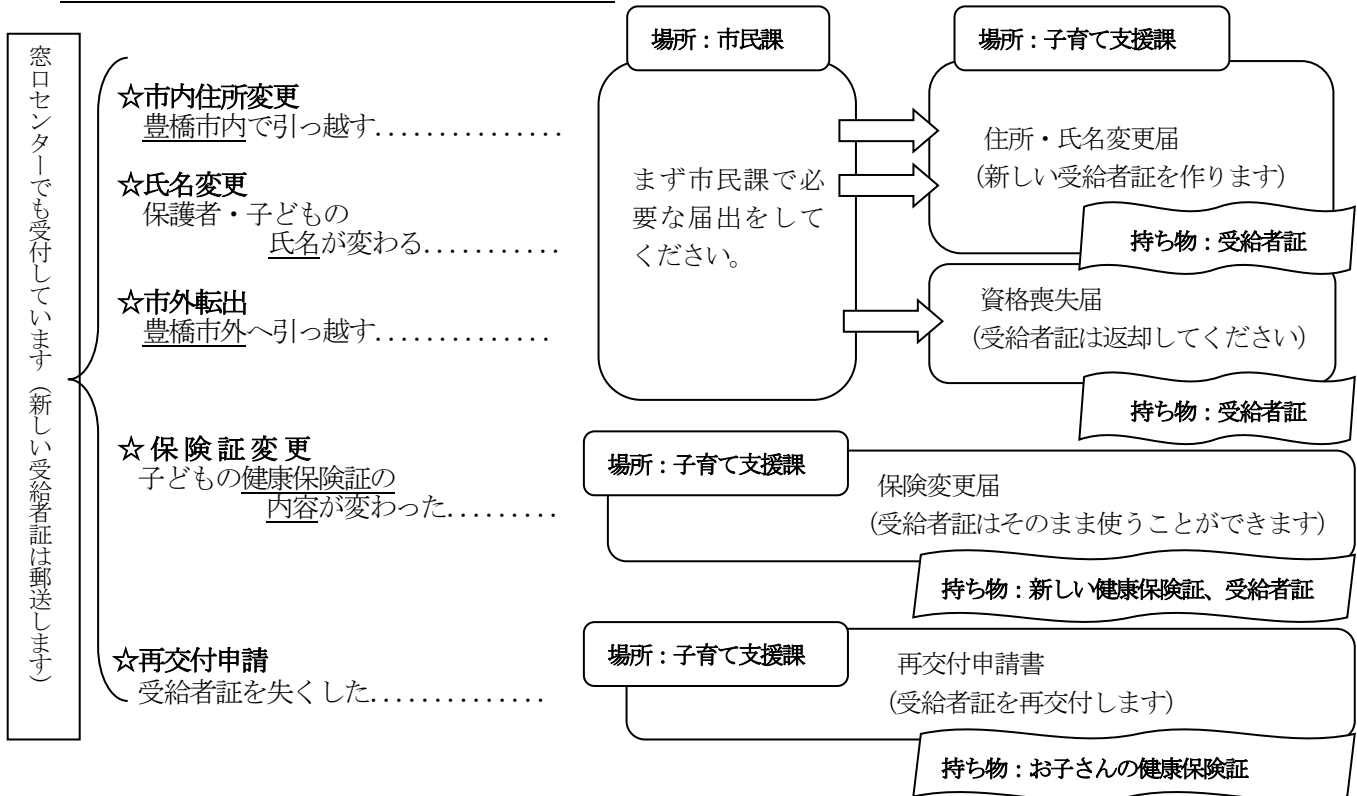 窓口センターでも受付しています（新しい受給者証は郵送します）
場所：市民課
場所：子育て支援課
☆市内住所変更
豊橋市内で引っ越す...............
☆氏名変更
保護者・子どもの
氏名が変わる...........
☆市外転出
豊橋市外へ引っ越す..............
まず市民課で必
要な届出をして
ください。
住所・氏名変更届
（新しい受給者証を作ります）
持ち物：受給者証
資格喪失届
（受給者証は返却してください）
持ち物：受給者証
☆保険証変更
子どもの健康保険証の
内容が変わった.........
場所：子育て支援課
保険変更届
（受給者証はそのまま使うことができます）
持ち物：新しい健康保険証、受給者証
☆再交付申請
受給者証を失くした..............
場所：子育て支援課
再交付申請書
（受給者証を再交付します）
持ち物：お子さんの健康保険証